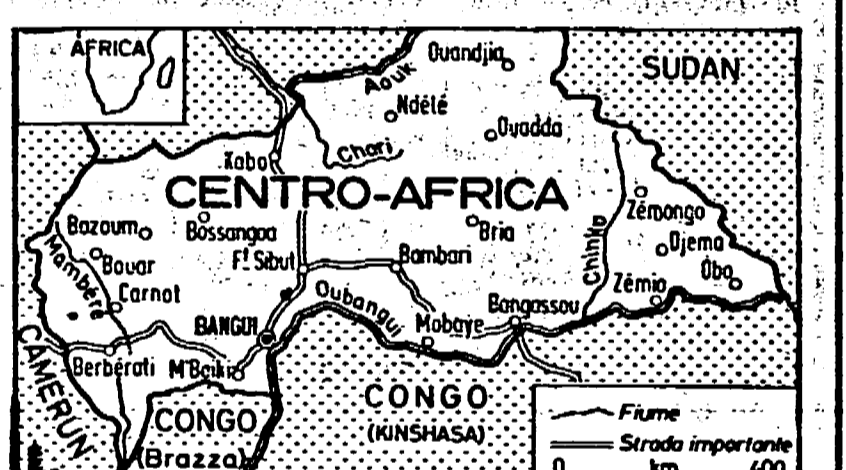 AFRICA
Ouandjia
SUDAN
Aouk
Ndélé
Ouadda
Chari
Kabo
CENTRO-AFRICA
Zémongo
Bozoum
Bossangoa
Bria
Chinko
Djema
Mambéré
Bouar
Ft Sibut
Bambari
Obo
Carnot
Zémio
Oubangui
Bangassou
BANGUI
Mobaye
CAMERUN
Berbérati
M'Baiki
CONGO
(KINSHASA)
CONGO
(Brazza)
Fiume
Strada importante
0 km 400